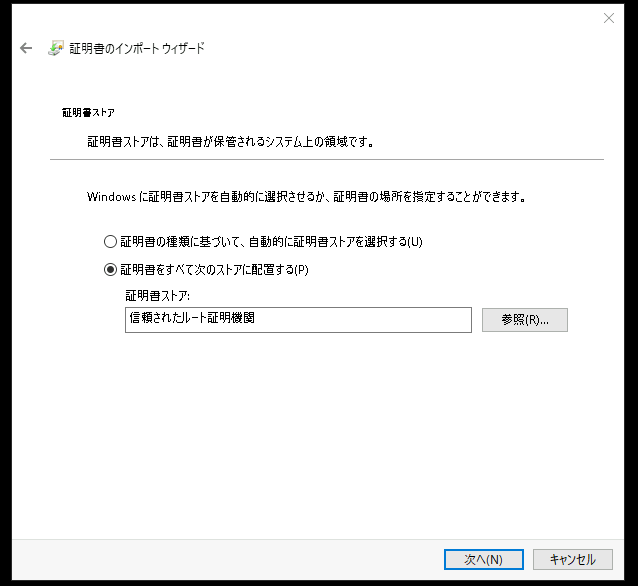 証明書のインポート ウィザード
証明書ストア
証明書ストアは、証明書が保管されるシステム上の領域です。
Windows に証明書ストアを自動的に選択させるか、証明書の場所を指定することができます。
証明書の種類に基づいて、自動的に証明書ストアを選択する(U)
証明書をすべて次のストアに配置する(P)
証明書ストア:
信頼されたルート証明機関
参照(R)...
次へ(N)
キャンセル